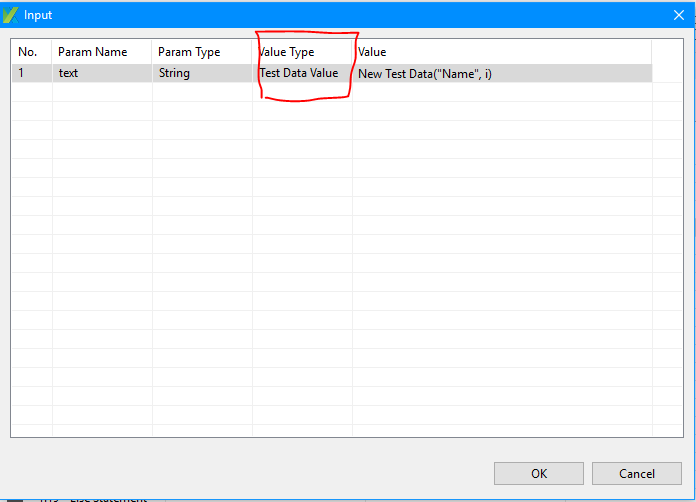 Input
No. Param Name Param Type Value Type Value
1 text String Test Data Value New Test Data("Name", i)
OK Cancel